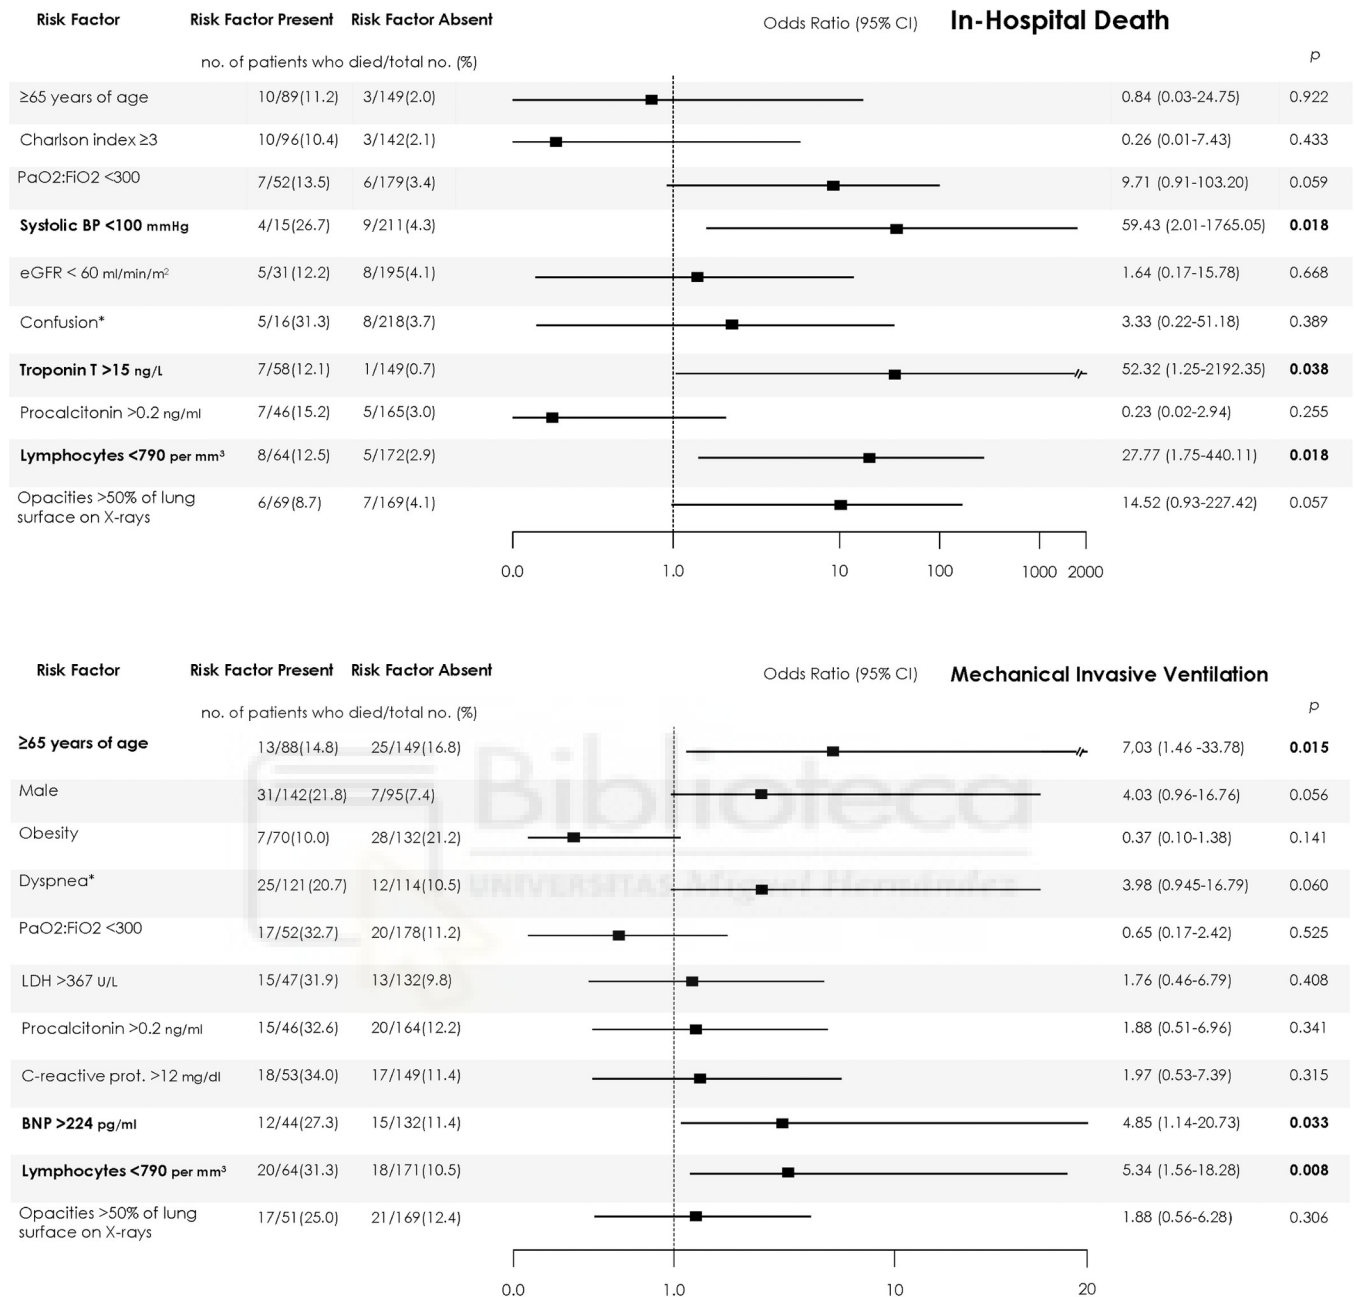 Risk Factor Risk Factor Present Risk Factor Absent Odds Ratio (95% CI) In-Hospital Death
no. of patients who died/total no. (%) p
≥65 years of age 10/89(11.2) 3/149(2.0) 0.84 (0.03-24.75) 0.922
Charlson index ≥3 10/96(10.4) 3/142(2.1) 0.26 (0.01-7.43) 0.433
PaO2:FiO2 <300 7/52(13.5) 6/179(3.4) 9.71 (0.91-103.20) 0.059
Systolic BP <100 mmHg 4/15(26.7) 9/211(4.3) 59.43 (2.01-1765.05) 0.018
eGFR < 60 ml/min/m² 5/31(12.2) 8/195(4.1) 1.64 (0.17-15.78) 0.668
Confusion* 5/16(31.3) 8/218(3.7) 3.33 (0.22-51.18) 0.389
Troponin T >15 ng/L 7/58(12.1) 1/149(0.7) 52.32 (1.25-2192.35) 0.038
Procalcitonin >0.2 ng/ml 7/46(15.2) 5/165(3.0) 0.23 (0.02-2.94) 0.255
Lymphocytes <790 per mm³ 8/64(12.5) 5/172(2.9) 27.77 (1.75-440.11) 0.018
Opacities >50% of lung
surface on X-rays 6/69(8.7) 7/169(4.1) 14.52 (0.93-227.42) 0.057
0.0 1.0 10 100 1000 2000
Risk Factor Risk Factor Present Risk Factor Absent Odds Ratio (95% CI) Mechanical Invasive Ventilation
no. of patients who died/total no. (%) p
≥65 years of age 13/88(14.8) 25/149(16.8) 7,03 (1.46 -33.78) 0.015
Male 31/142(21.8) 7/95(7.4) 4.03 (0.96-16.76) 0.056
Obesity 7/70(10.0) 28/132(21.2) 0.37 (0.10-1.38) 0.141
Dyspnea* 25/121(20.7) 12/114(10.5) 3.98 (0.945-16.79) 0.060
PaO2:FiO2 <300 17/52(32.7) 20/178(11.2) 0.65 (0.17-2.42) 0.525
LDH >367 U/L 15/47(31.9) 13/132(9.8) 1.76 (0.46-6.79) 0.408
Procalcitonin >0.2 ng/ml 15/46(32.6) 20/164(12.2) 1.88 (0.51-6.96) 0.341
C-reactive prot. >12 mg/dl 18/53(34.0) 17/149(11.4) 1.97 (0.53-7.39) 0.315
BNP >224 pg/ml 12/44(27.3) 15/132(11.4) 4.85 (1.14-20.73) 0.033
Lymphocytes <790 per mm³ 20/64(31.3) 18/171(10.5) 5.34 (1.56-18.28) 0.008
Opacities >50% of lung
surface on X-rays 17/51(25.0) 21/169(12.4) 1.88 (0.56-6.28) 0.306
0.0 1.0 10 20
Biblioteca
UNIVERSITAS Miguel Hernández